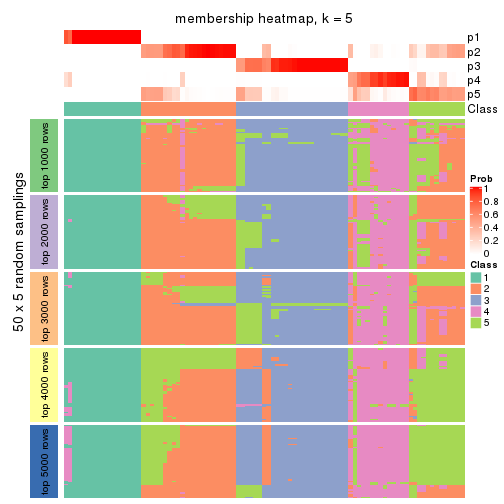 membership heatmap, k = 5
p1
p2
p3
p4
p5
Class
50 x 5 random samplings
top 1000 rows
top 2000 rows
top 3000 rows
top 4000 rows
top 5000 rows
Prob
1
0.8
0.6
0.4
0.2
0
Class
1
2
3
4
5